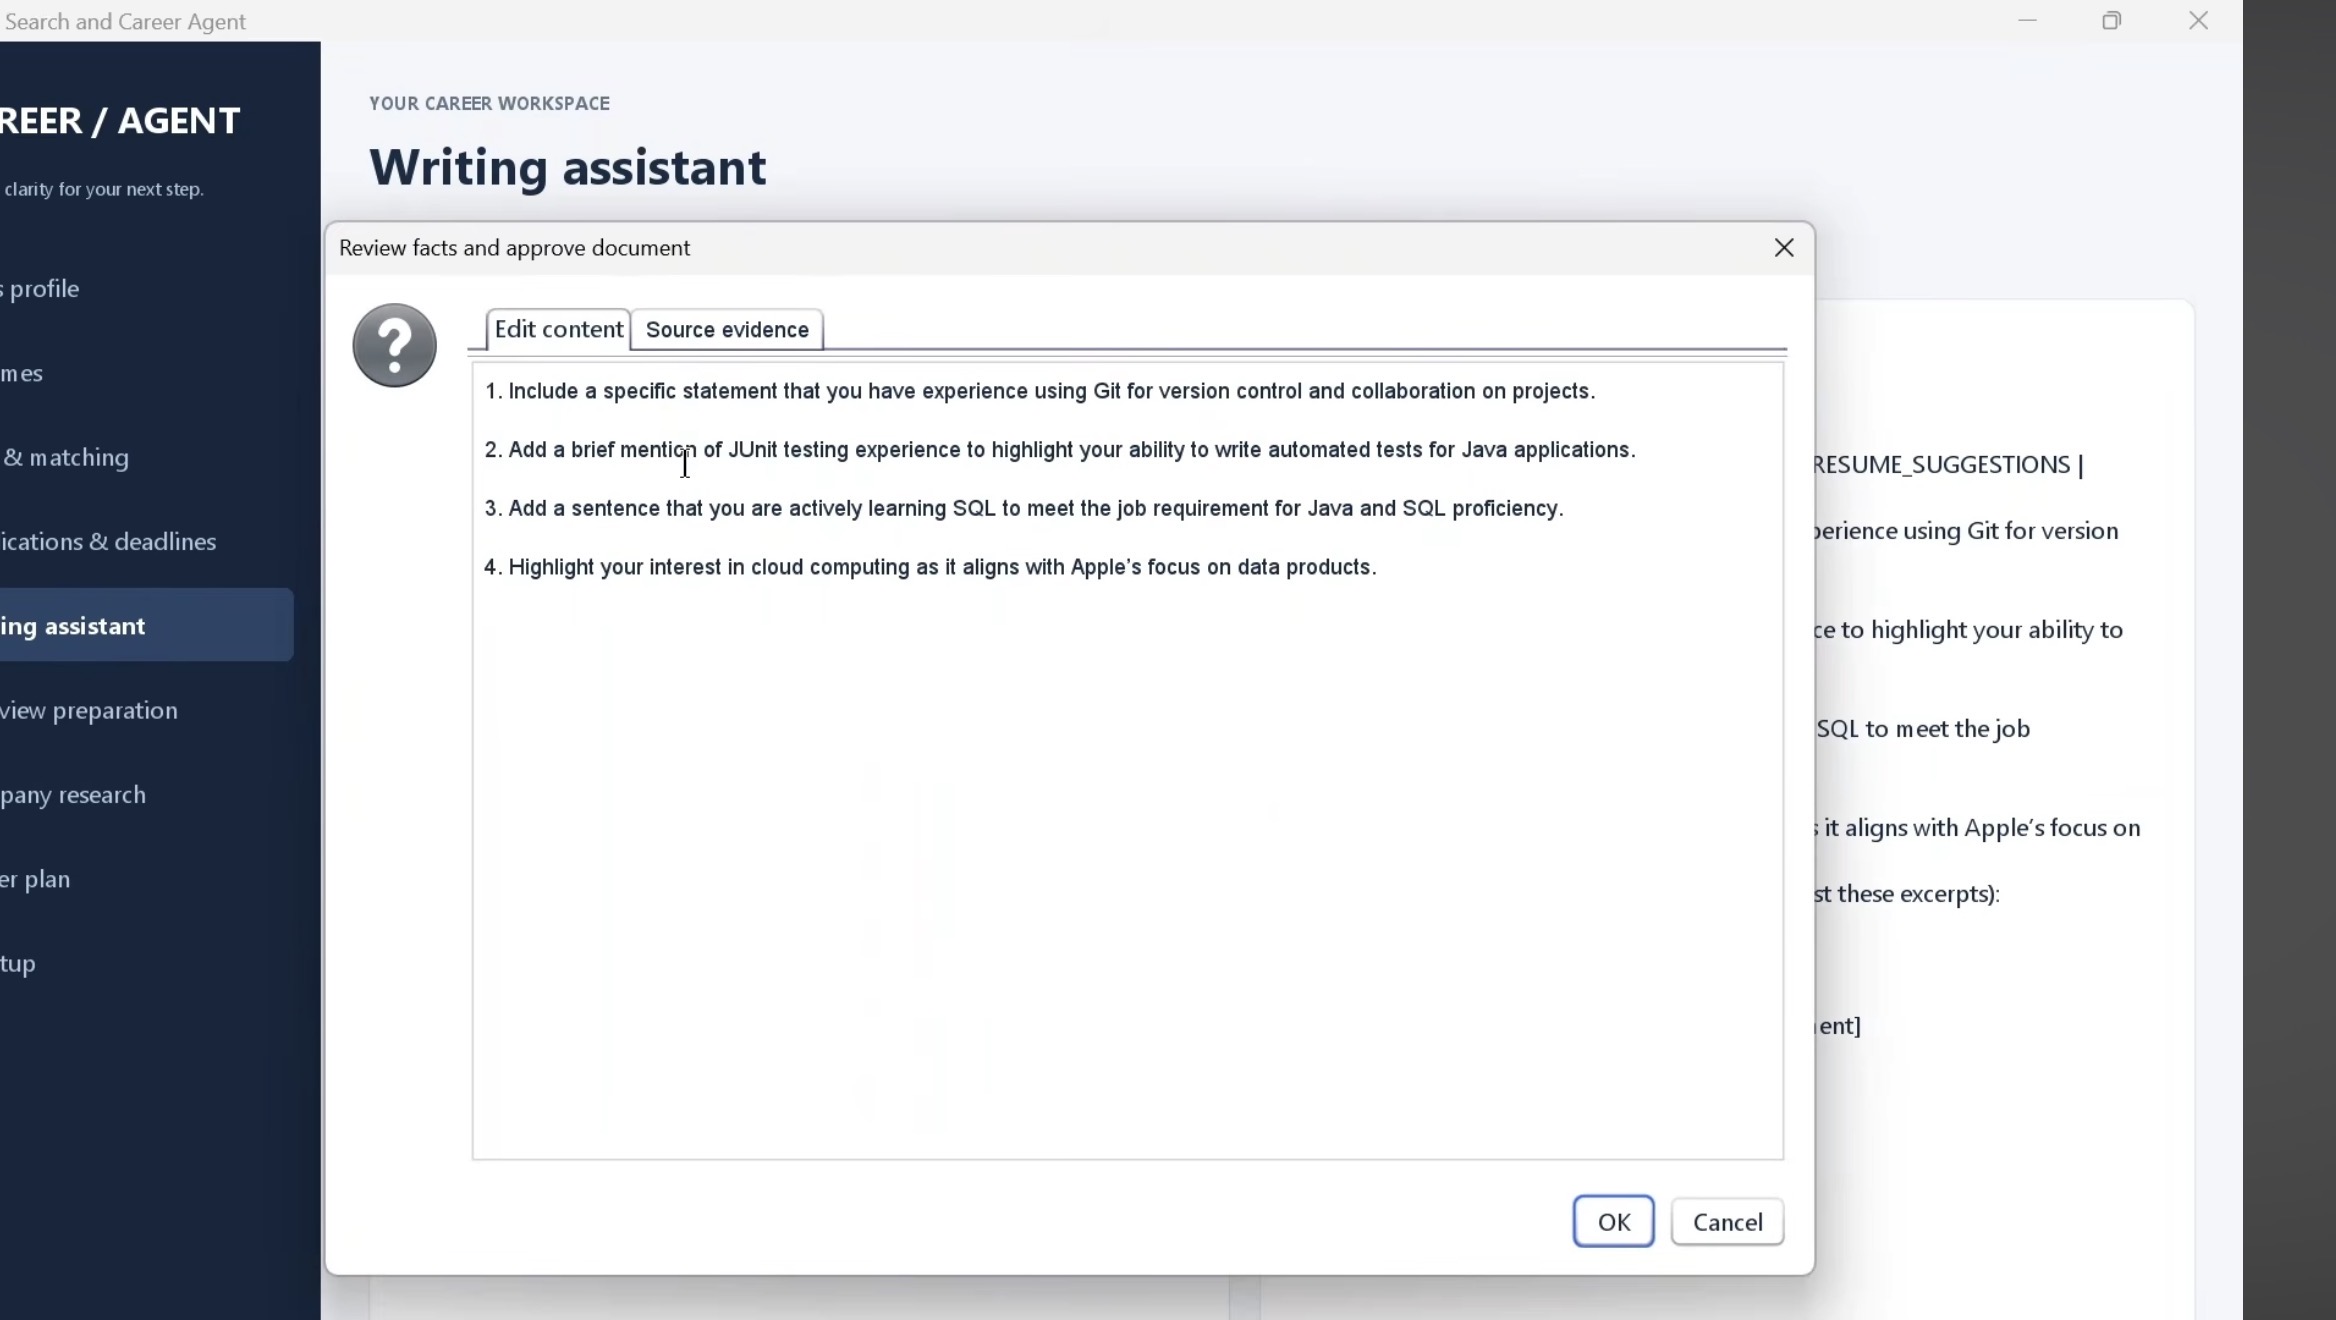 Search and Career Agent
REER / AGENT
clarity for your next step.
s profile
mes
& matching
ications & deadlines
ing assistant
view preparation
pany research
er plan
tup
YOUR CAREER WORKSPACE
Writing assistant
Review facts and approve document
Edit content
Source evidence
1. Include a specific statement that you have experience using Git for version control and collaboration on projects.
2. Add a brief mention of JUnit testing experience to highlight your ability to write automated tests for Java applications.
3. Add a sentence that you are actively learning SQL to meet the job requirement for Java and SQL proficiency.
4. Highlight your interest in cloud computing as it aligns with Apple's focus on data products.
OK
Cancel
RESUME_SUGGESTIONS |
perience using Git for version
ce to highlight your ability to
SQL to meet the job
s it aligns with Apple's focus on
st these excerpts):
ent]